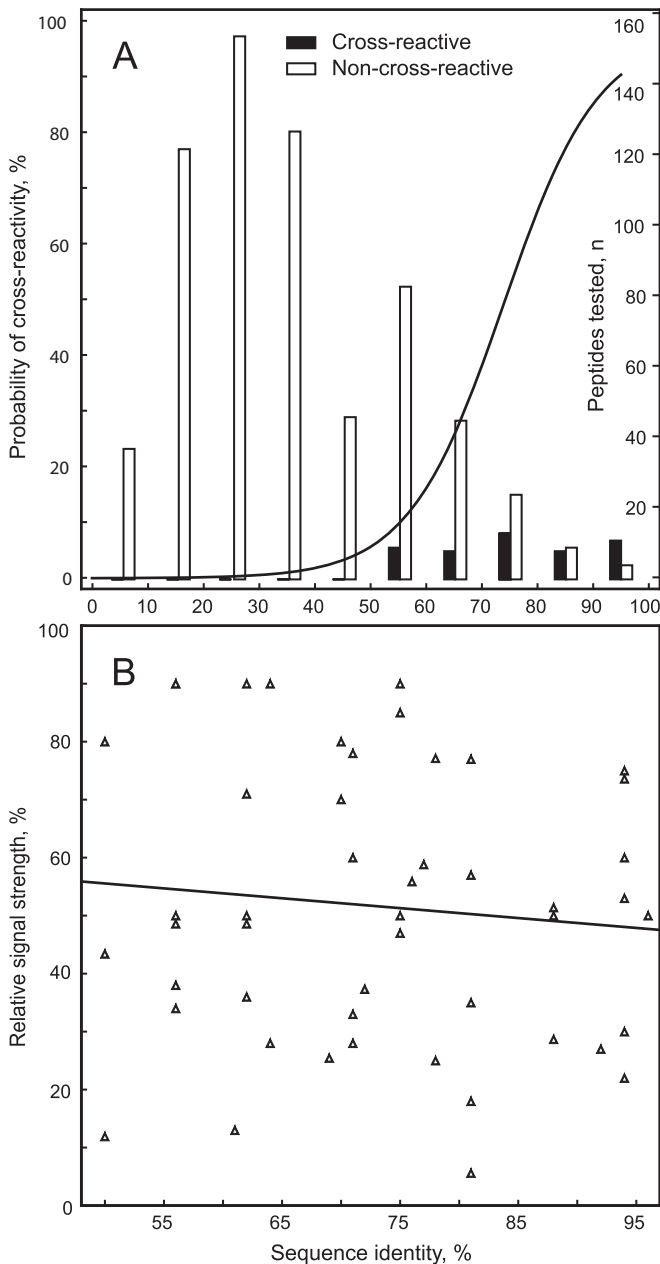 A
Cross-reactive
Non-cross-reactive
Probability of cross-reactivity, %
100
80
60
40
20
0
Peptides tested, n
160
140
120
100
80
60
40
20
0 10 20 30 40 50 60 70 80 90 100
B
Relative signal strength, %
100
80
60
40
20
0
55 65 75 85 95
Sequence identity, %